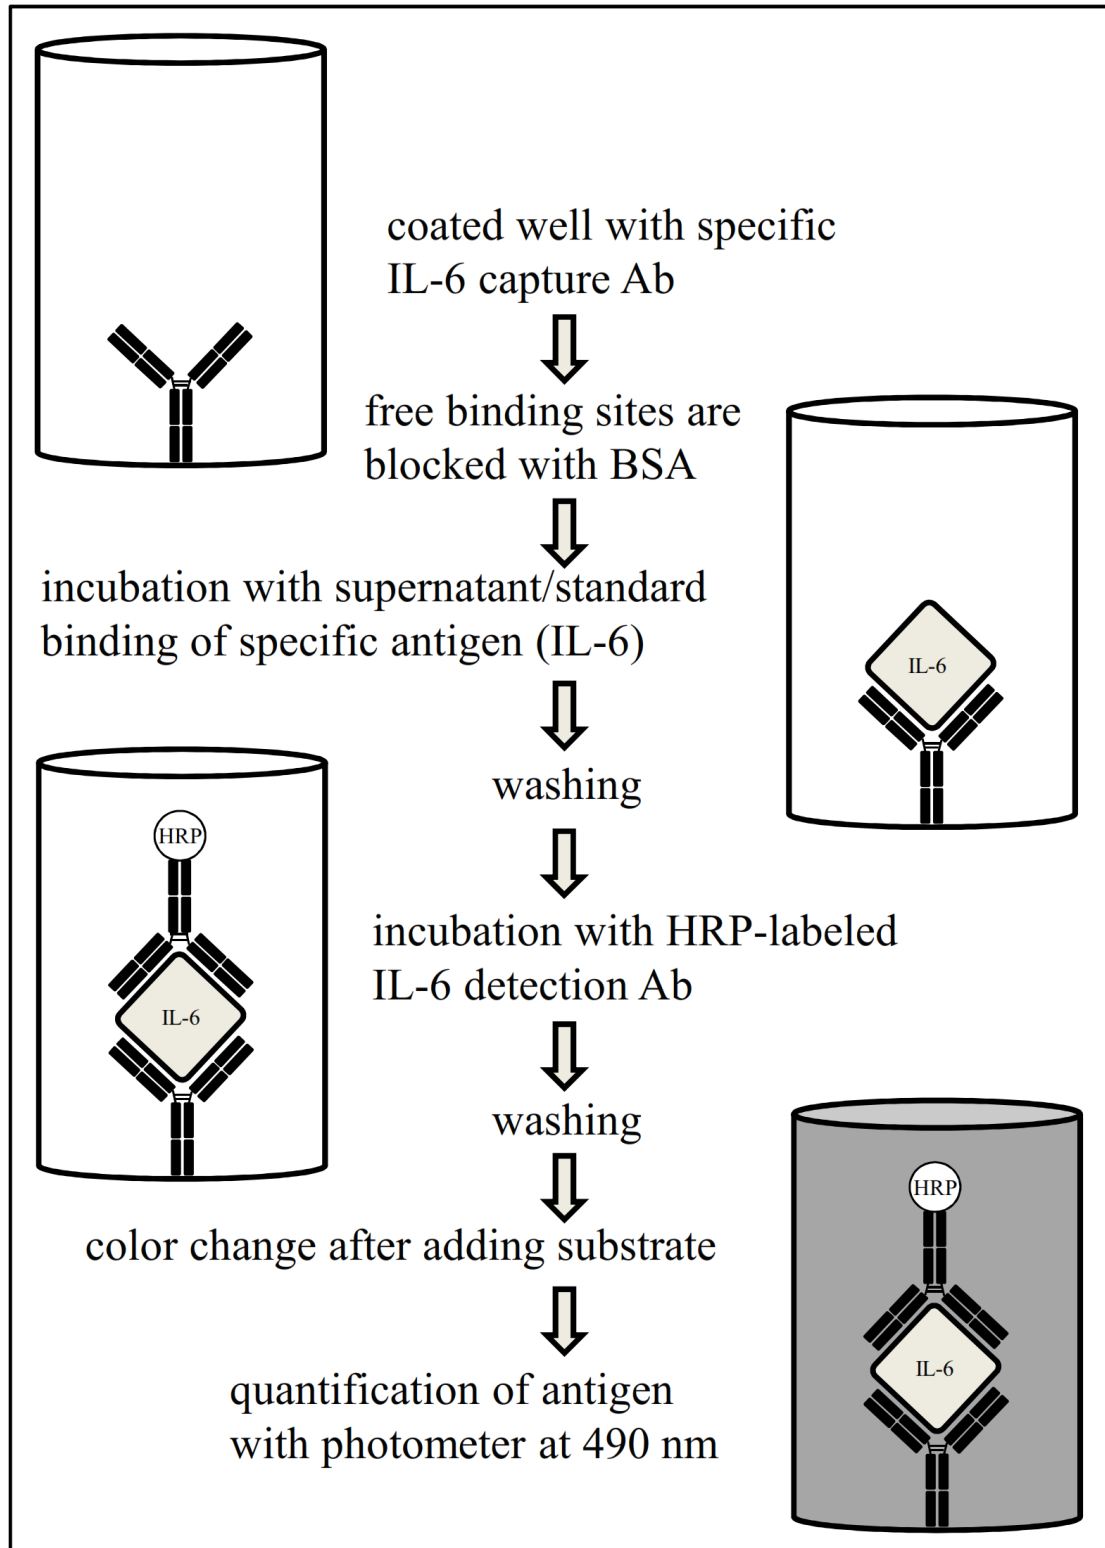 coated well with specific
IL-6 capture Ab
free binding sites are
blocked with BSA
incubation with supernatant/standard
binding of specific antigen (IL-6)
IL-6
washing
HRP
IL-6
incubation with HRP-labeled
IL-6 detection Ab
washing
HRP
IL-6
color change after adding substrate
quantification of antigen
with photometer at 490 nm